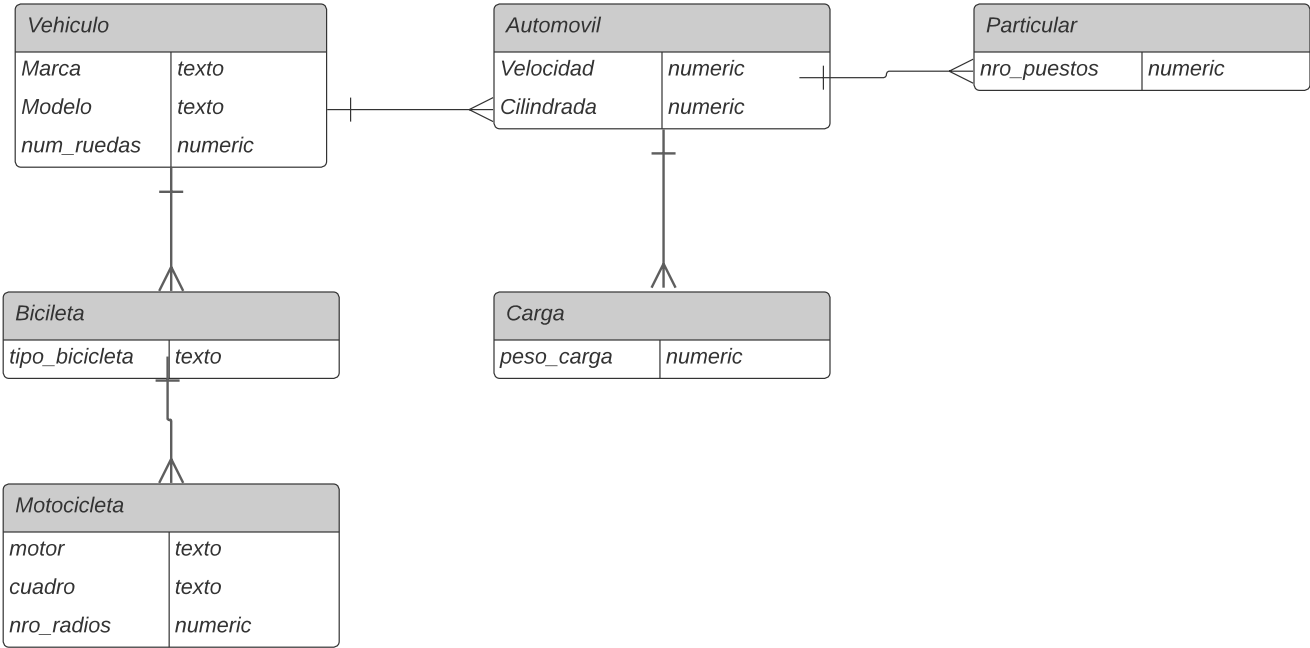 Vehiculo
Marca texto
Modelo texto
num_ruedas numeric
Automovil
Velocidad numeric
Cilindrada numeric
Particular
nro_puestos numeric
Bicileta
tipo_bicicleta texto
Carga
peso_carga numeric
Motocicleta
motor texto
cuadro texto
nro_radios numeric